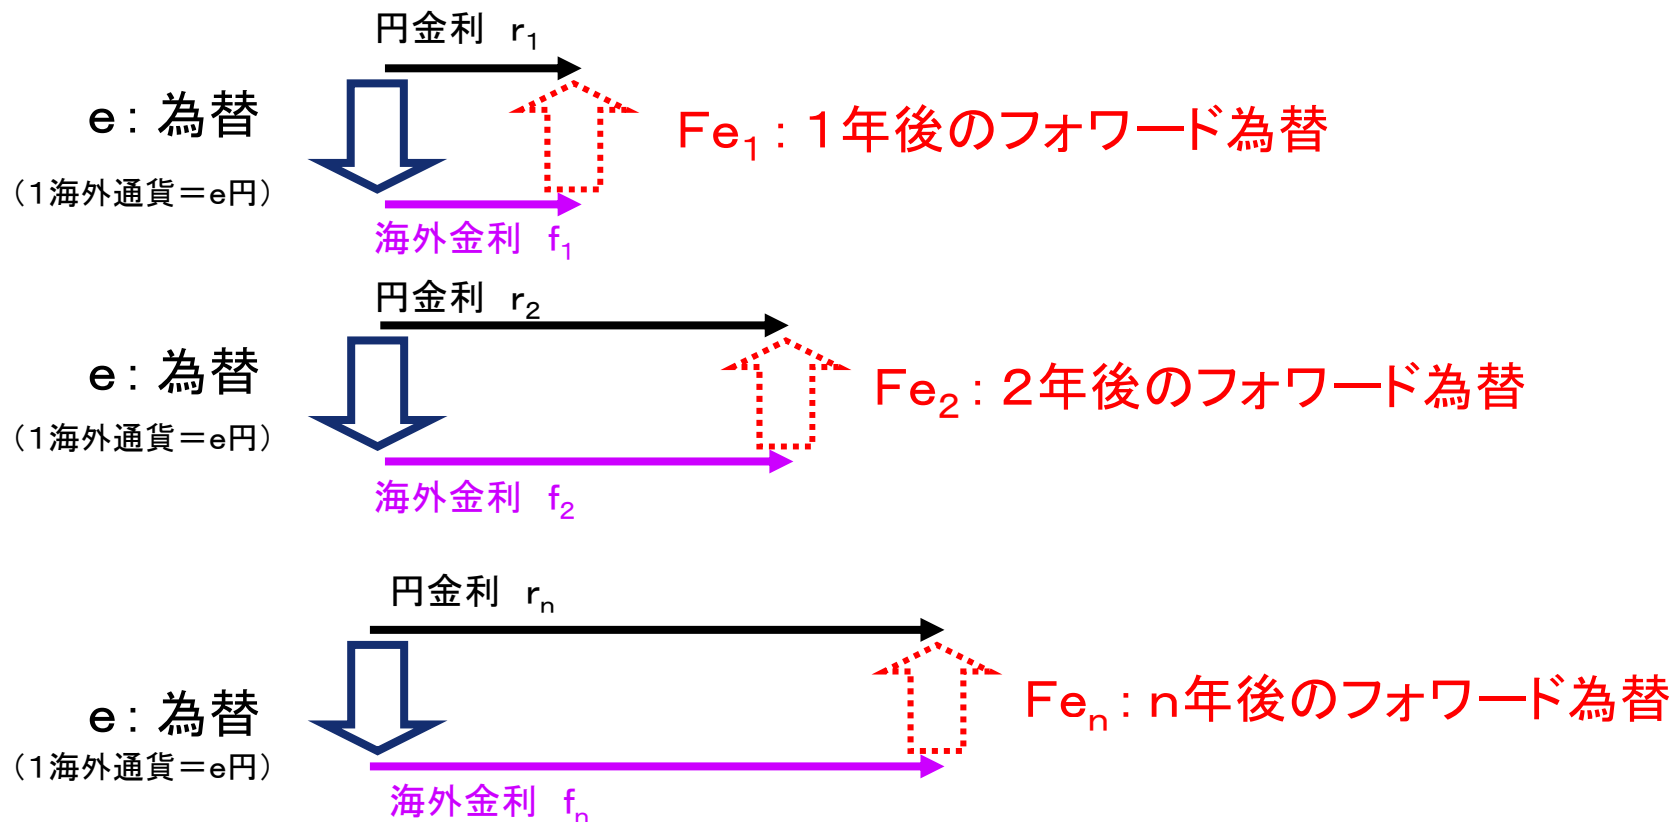 円金利 r₁
e：為替
Fe₁：１年後のフォワード為替
（１海外通貨＝e円）
海外金利 f₁
円金利 r₂
e：為替
Fe₂：２年後のフォワード為替
（１海外通貨＝e円）
海外金利 f₂
円金利 rₙ
e：為替
Feₙ：n年後のフォワード為替
（１海外通貨＝e円）
海外金利 fₙ